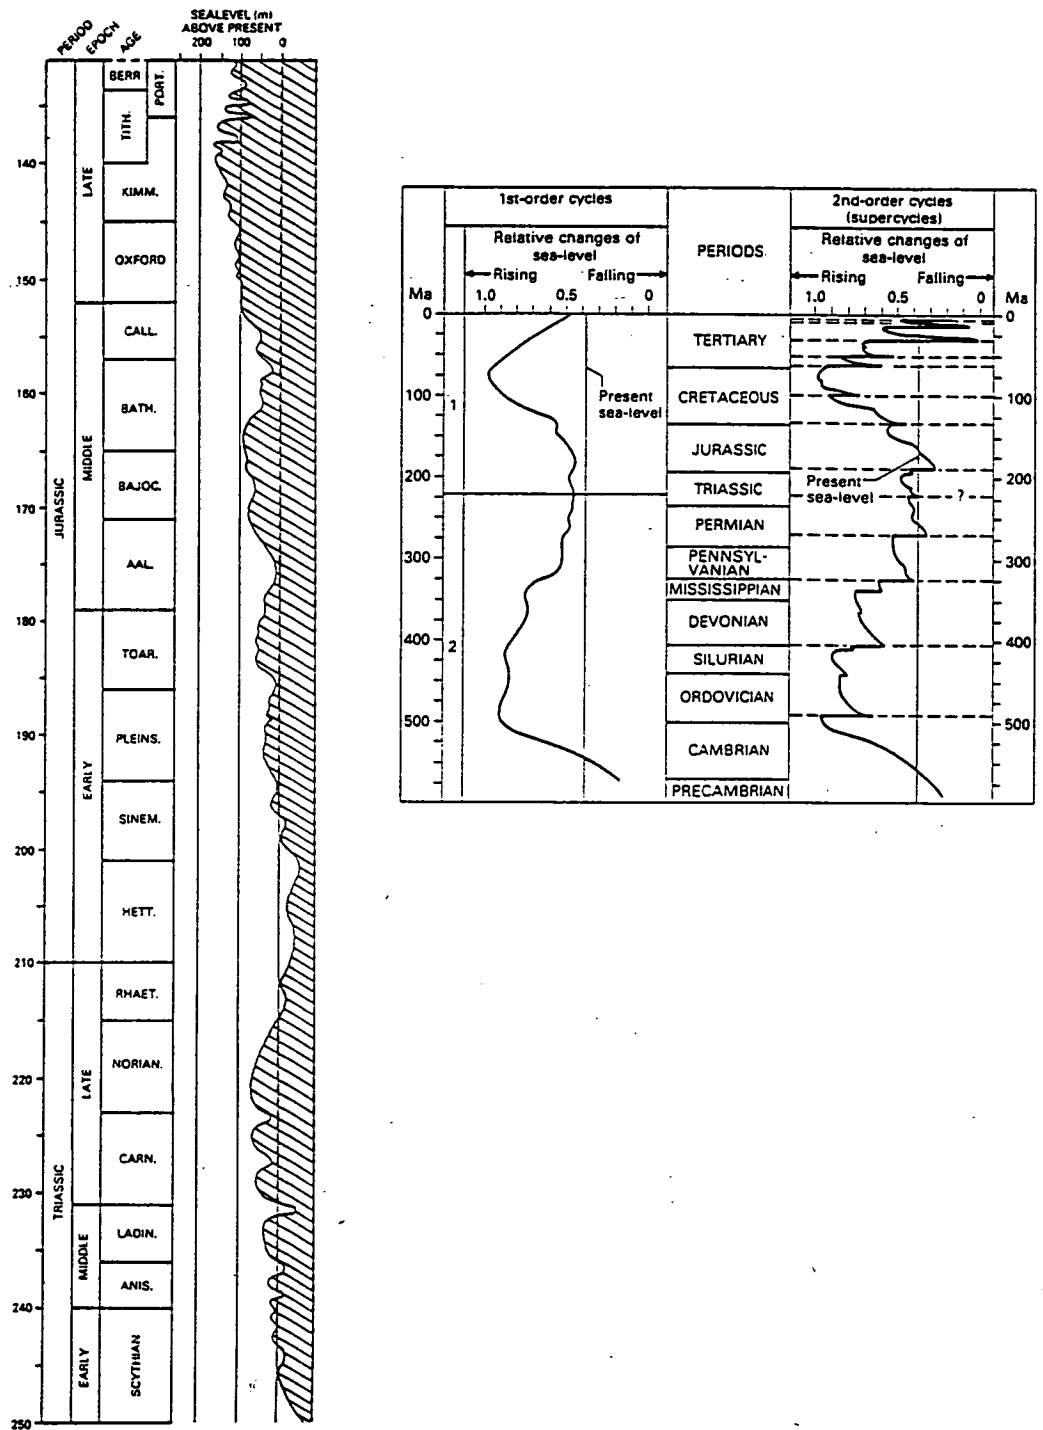 SEALEVEL (m)
ABOVE PRESENT
PERIOD
EPOCH
AGE
200 100 0
BERR
PORT.
TITH.
140
LATE
KIMM.
OXFORD
150
CALL.
160
BATH.
MIDDLE
JURASSIC
BAJOC.
170
AAL.
180
TOAR.
PLEINS.
190
EARLY
SINEM.
200
HETT.
210
RHAET.
NORIAN.
220
LATE
CARN.
TRIASSIC
230
LADIN.
MIDDLE
ANIS.
240
EARLY
SCYTHIAN
250
1st-order cycles
Relative changes of
sea-level
Rising Falling
Ma
1.0 0.5 0
0
100
1
Present
sea-level
200
300
400
2
500
PERIODS
TERTIARY
CRETACEOUS
JURASSIC
TRIASSIC
PERMIAN
PENNSYL-
VANIAN
MISSISSIPPIAN
DEVONIAN
SILURIAN
ORDOVICIAN
CAMBRIAN
PRECAMBRIAN
2nd-order cycles
(supercycles)
Relative changes of
sea-level
Rising Falling
1.0 0.5 0 Ma
0
100
Present
sea-level
200
?
300
400
500